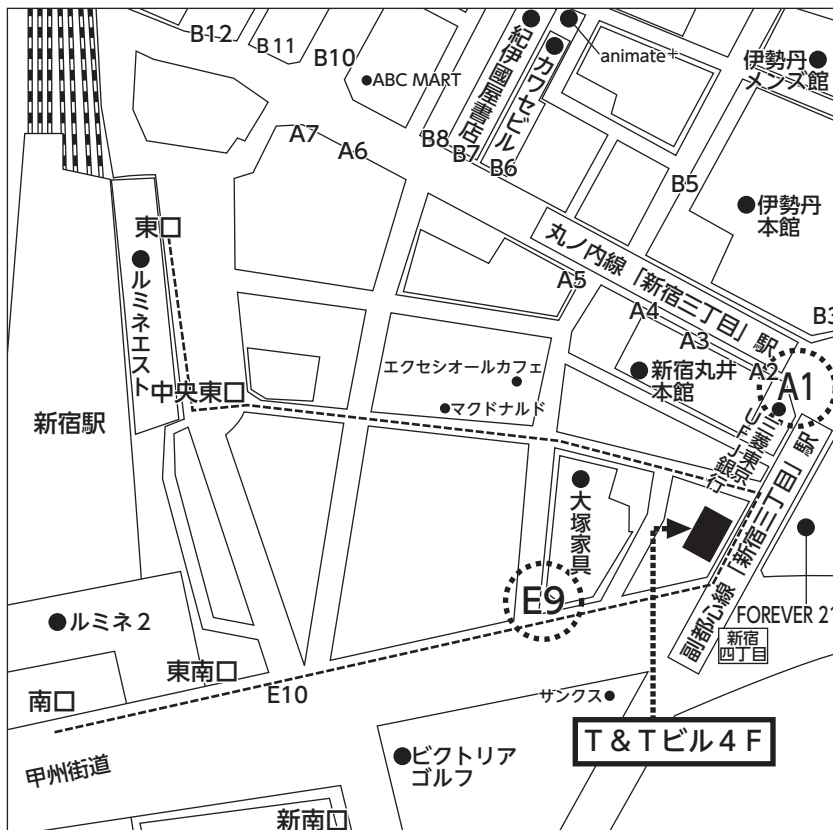 B12
B11
B10
ABC MART
紀伊國屋書店
カワセビル
animate+
伊勢丹
メンズ館
A7
A6
B8
B7
B6
B5
伊勢丹
本館
東口
ルミネエスト
丸ノ内線「新宿三丁目」駅
A5
A4
A3
A2
B3
A1
エクセシオールカフェ
マクドナルド
新宿丸井
本館
三菱東京
UFJ銀行
中央東口
新宿駅
大塚家具
副都心線「新宿三丁目」駅
E9
FOREVER 21
新宿
四丁目
ルミネ2
東南口
南口
E10
サンクス
T&Tビル4F
ビクトリア
ゴルフ
甲州街道
新南口